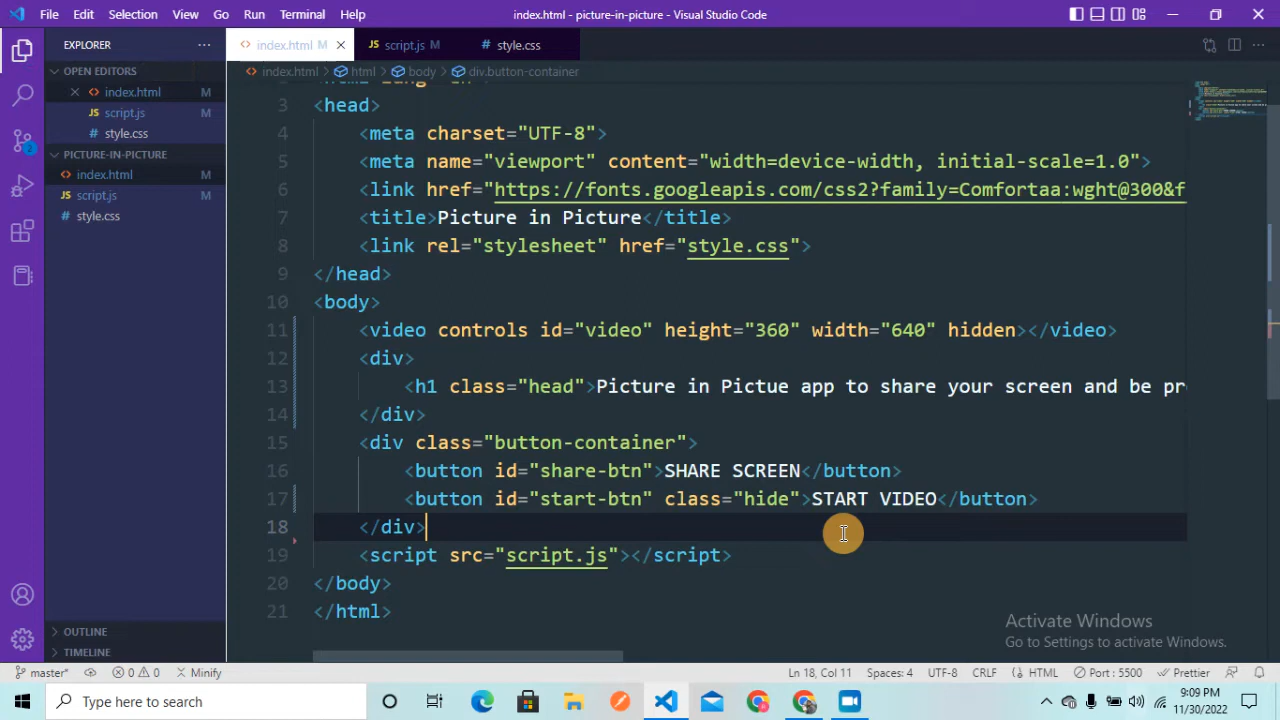 File Edit Selection View Go Run Terminal Help
index.html - picture-in-picture - Visual Studio Code
EXPLORER
index.html M
script.js M
style.css
OPEN EDITORS
index.html M
script.js M
style.css
PICTURE-IN-PICTURE
index.html M
script.js M
style.css
OUTLINE
TIMELINE
index.html > html > body > div.button-container
3 <head>
4 <meta charset="UTF-8">
5 <meta name="viewport" content="width=device-width, initial-scale=1.0">
6 <link href="https://fonts.googleapis.com/css2?family=Comfortaa:wght@300&f
7 <title>Picture in Picture</title>
8 <link rel="stylesheet" href="style.css">
9 </head>
10 <body>
11 <video controls id="video" height="360" width="640" hidden></video>
12 <div>
13 <h1 class="head">Picture in Pictue app to share your screen and be pr
14 </div>
15 <div class="button-container">
16 <button id="share-btn">SHARE SCREEN</button>
17 <button id="start-btn" class="hide">START VIDEO</button>
18 </div>
19 <script src="script.js"></script>
20 </body>
21 </html>
Activate Windows
Go to Settings to activate Windows.
master* 0 0 Minify
Ln 18, Col 11 Spaces: 4 UTF-8 CRLF HTML Port : 5500 Prettier
Type here to search
9:09 PM
11/30/2022